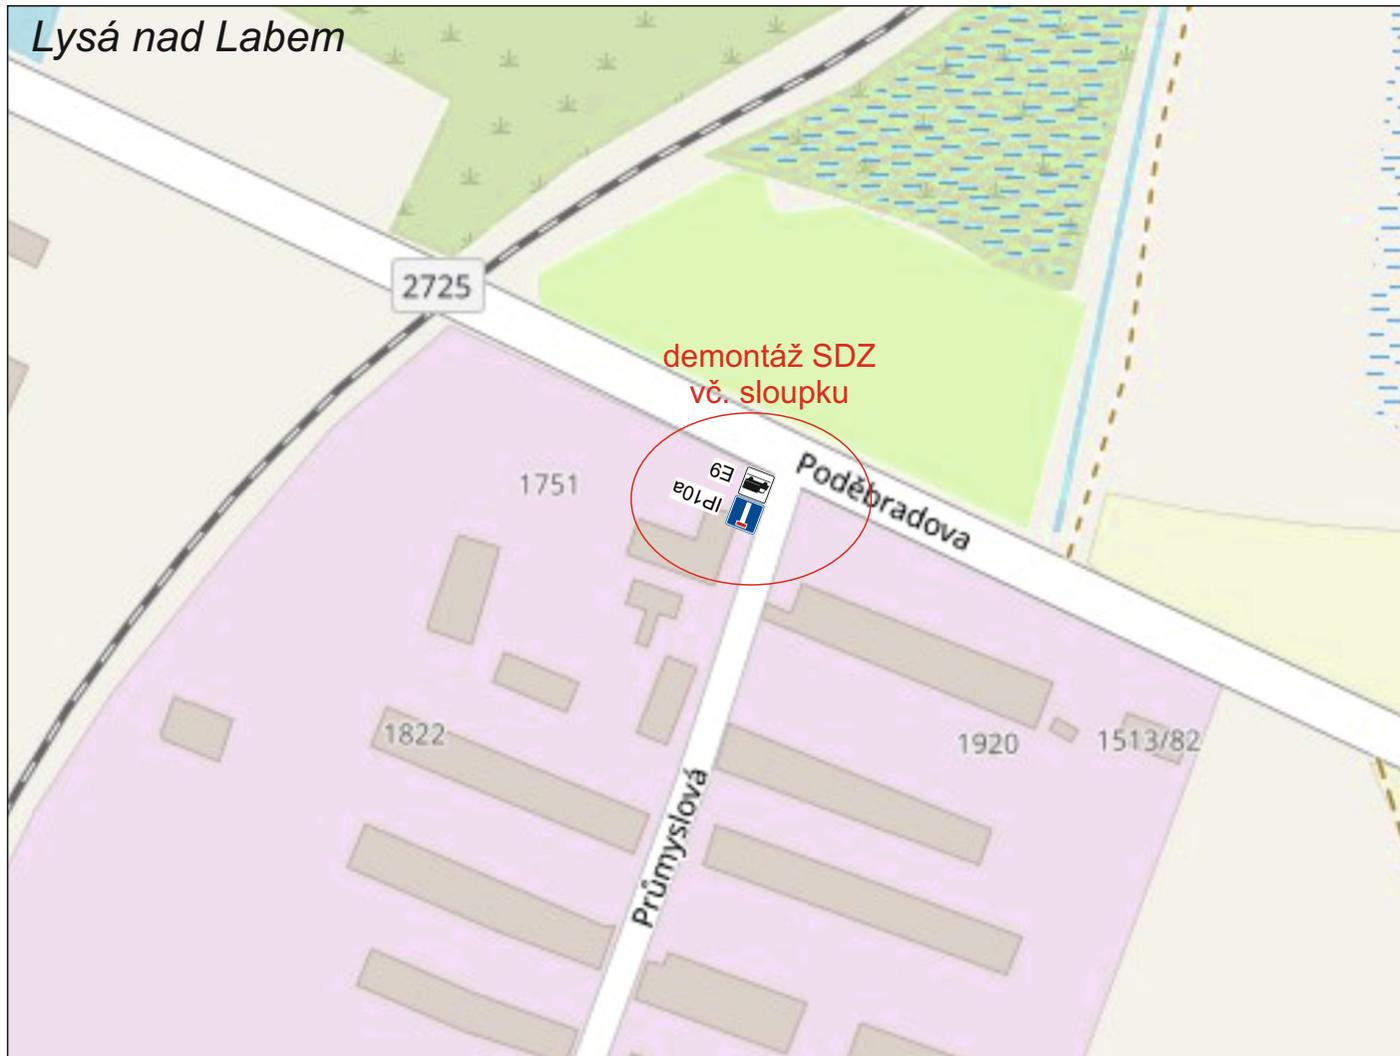 Lysá nad Labem
2725
demontáž SDZ
vč. sloupku
E9
IP10a
Poděbradova
1751
1822
1920
1513/82
Průmyslová